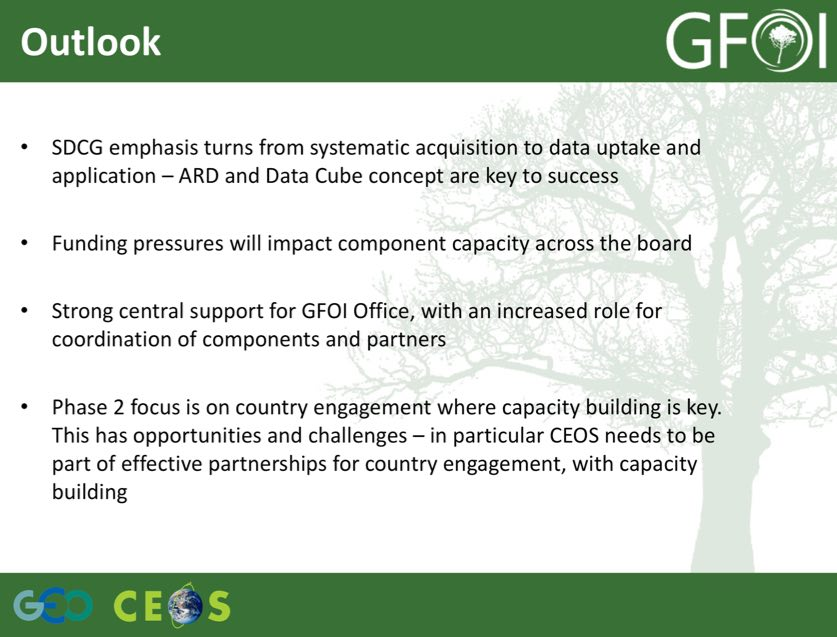 Outlook
GFOI
• SDCG emphasis turns from systematic acquisition to data uptake and
application – ARD and Data Cube concept are key to success
• Funding pressures will impact component capacity across the board
• Strong central support for GFOI Office, with an increased role for
coordination of components and partners
• Phase 2 focus is on country engagement where capacity building is key.
This has opportunities and challenges – in particular CEOS needs to be
part of effective partnerships for country engagement, with capacity
building
GEO CEOS